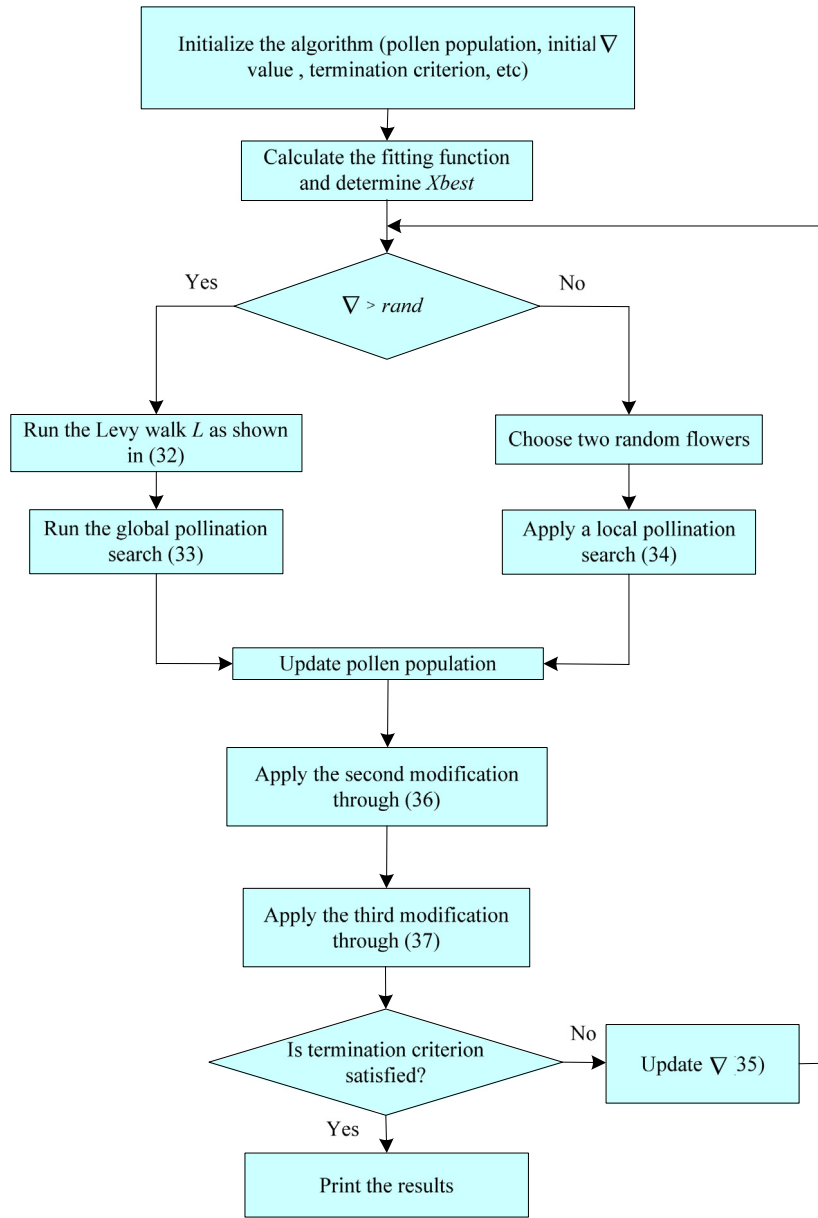 Initialize the algorithm (pollen population, initial ∇
value , termination criterion, etc)
Calculate the fitting function
and determine Xbest
Yes
No
∇ > rand
Run the Levy walk L as shown
in (32)
Choose two random flowers
Run the global pollination
search (33)
Apply a local pollination
search (34)
Update pollen population
Apply the second modification
through (36)
Apply the third modification
through (37)
Is termination criterion
satisfied?
No
Update ∇ 35)
Yes
Print the results